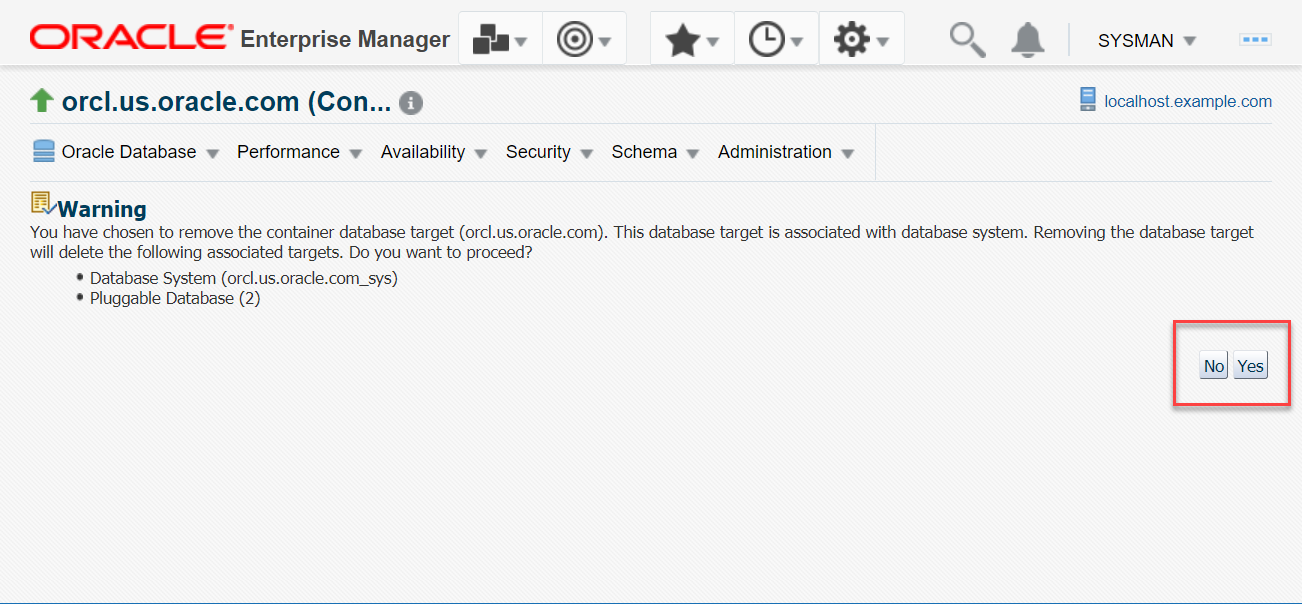 ORACLE® Enterprise Manager
SYSMAN
orcl.us.oracle.com (Con...
localhost.example.com
Oracle Database Performance Availability Security Schema Administration
Warning
You have chosen to remove the container database target (orcl.us.oracle.com). This database target is associated with database system. Removing the database target
will delete the following associated targets. Do you want to proceed?
• Database System (orcl.us.oracle.com_sys)
• Pluggable Database (2)
No Yes